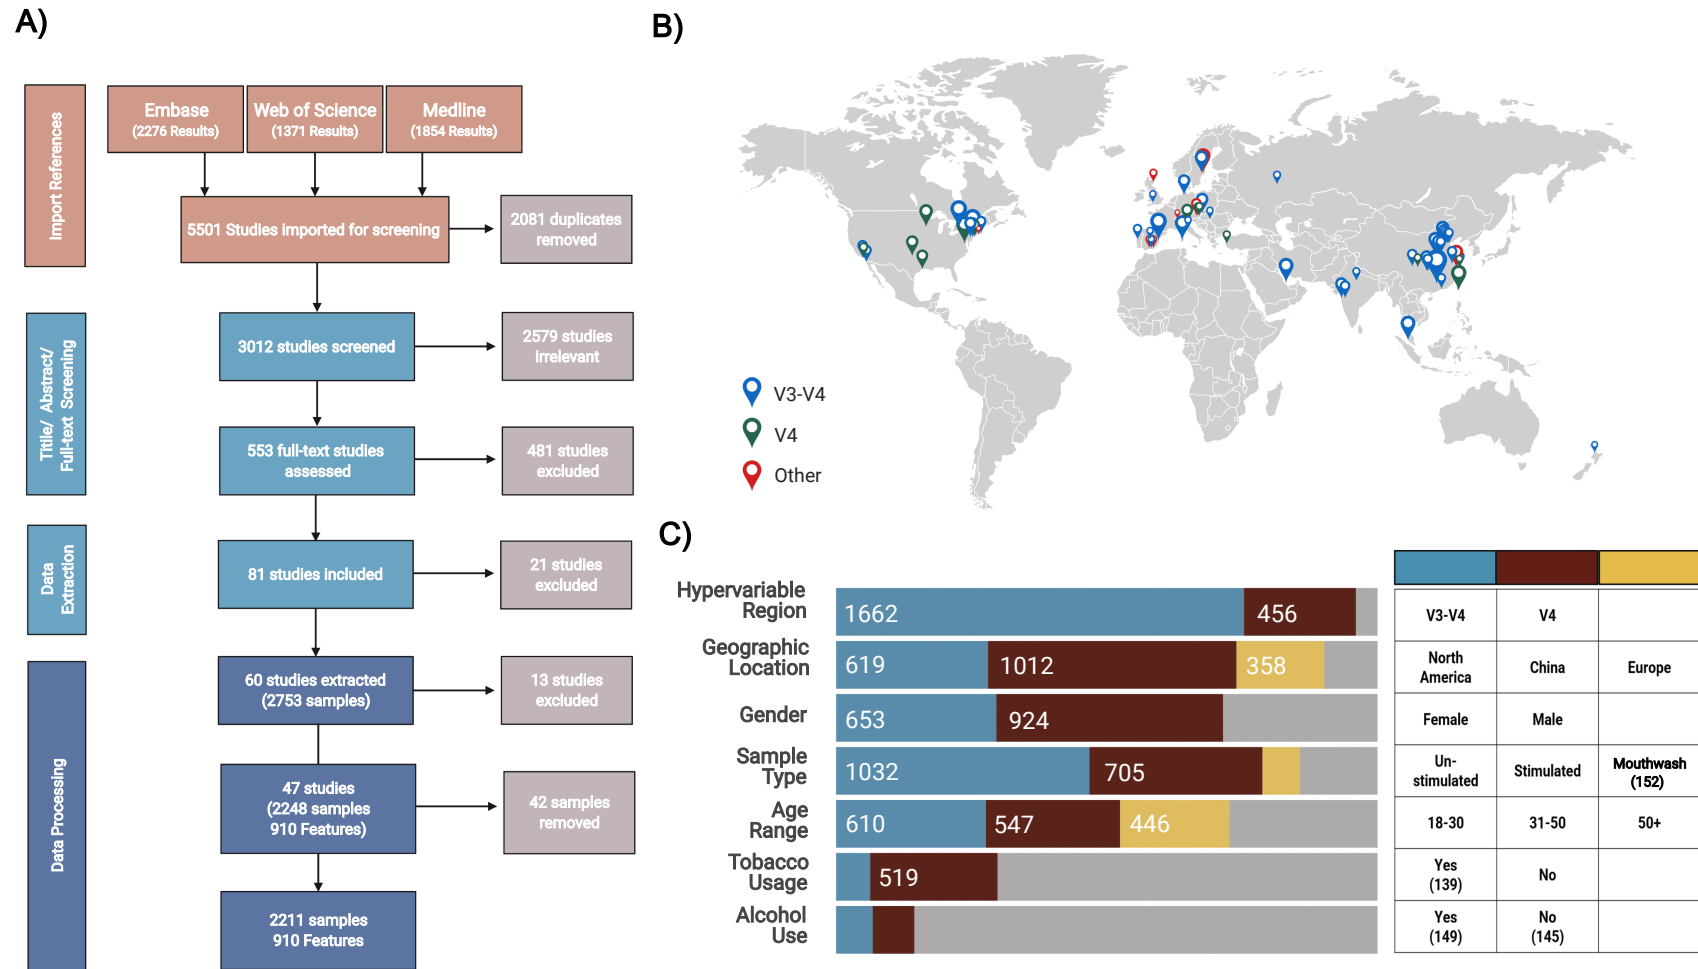 A)
Import References
Embase
(2276 Results)
Web of Science
(1371 Results)
Medline
(1854 Results)
5501 Studies imported for screening
2081 duplicates
removed
Titile/ Abstract/
Full-text Screening
3012 studies screened
2579 studies
irrelevant
553 full-text studies
assessed
481 studies
excluded
Data
Extraction
81 studies included
21 studies
excluded
Data Processing
60 studies extracted
(2753 samples)
13 studies
excluded
47 studies
(2248 samples
910 Features)
42 samples
removed
2211 samples
910 Features
B)
V3-V4
V4
Other
C)
Hypervariable
Region
1662
456
V3-V4
V4
Geographic
Location
619
1012
358
North
America
China
Europe
Gender
653
924
Female
Male
Sample
Type
1032
705
Un-
stimulated
Stimulated
Mouthwash
(152)
Age
Range
610
547
446
18-30
31-50
50+
Tobacco
Usage
519
Yes
(139)
No
Alcohol
Use
Yes
(149)
No
(145)